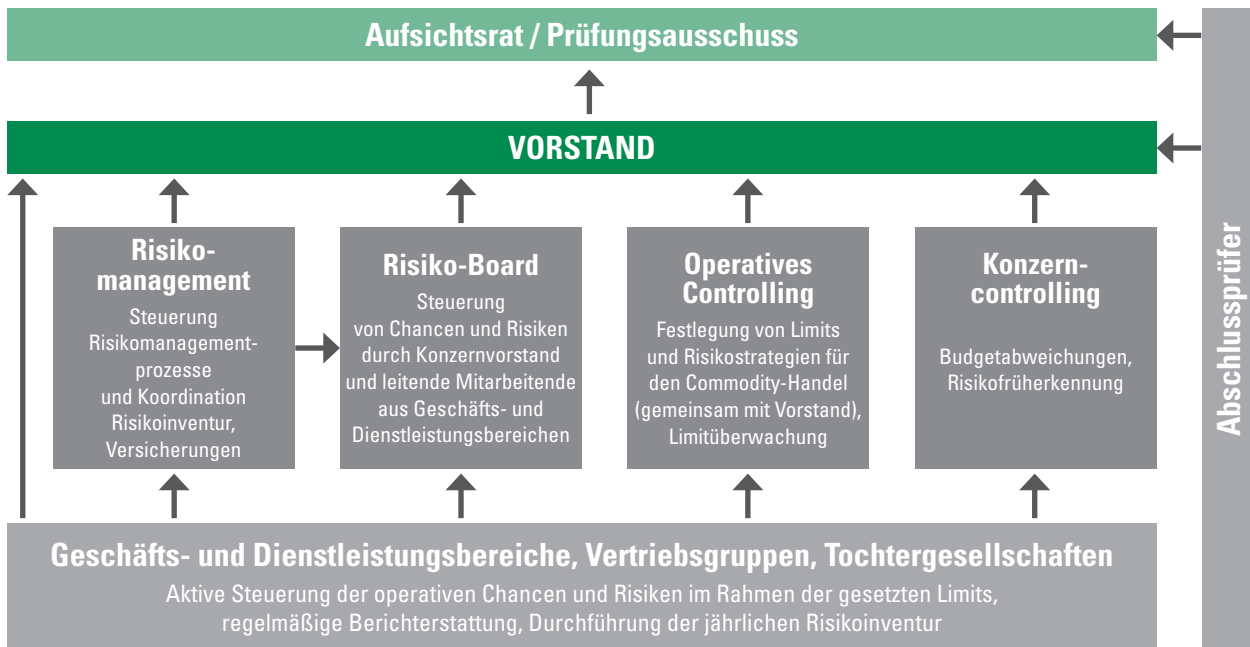 Aufsichtsrat / Prüfungsausschuss
VORSTAND
Risiko-
management
Steuerung
Risikomanagement-
prozesse
und Koordination
Risikoinventur,
Versicherungen
Risiko-Board
Steuerung
von Chancen und Risiken
durch Konzernvorstand
und leitende Mitarbeitende
aus Geschäfts- und
Dienstleistungsbereichen
Operatives
Controlling
Festlegung von Limits
und Risikostrategien für
den Commodity-Handel
(gemeinsam mit Vorstand),
Limitüberwachung
Konzern-
controlling
Budgetabweichungen,
Risikofrüherkennung
Geschäfts- und Dienstleistungsbereiche, Vertriebsgruppen, Tochtergesellschaften
Aktive Steuerung der operativen Chancen und Risiken im Rahmen der gesetzten Limits,
regelmäßige Berichterstattung, Durchführung der jährlichen Risikoinventur
Abschlussprüfer